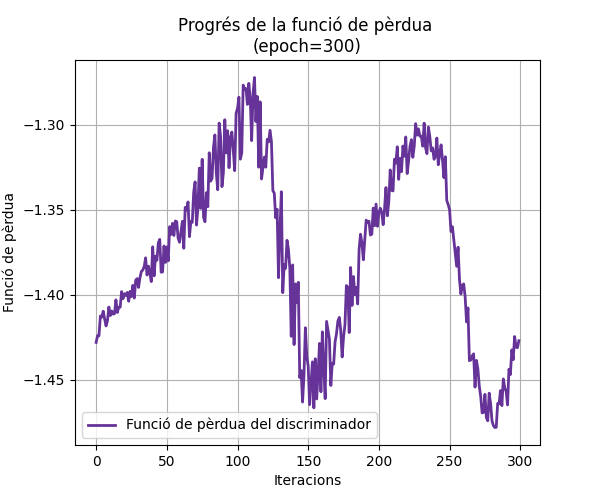 Progrés de la funció de pèrdua
(epoch=300)
Funció de pèrdua
−1.30
−1.35
−1.40
−1.45
Funció de pèrdua del discriminador
0
50
100
150
200
250
300
Iteracions